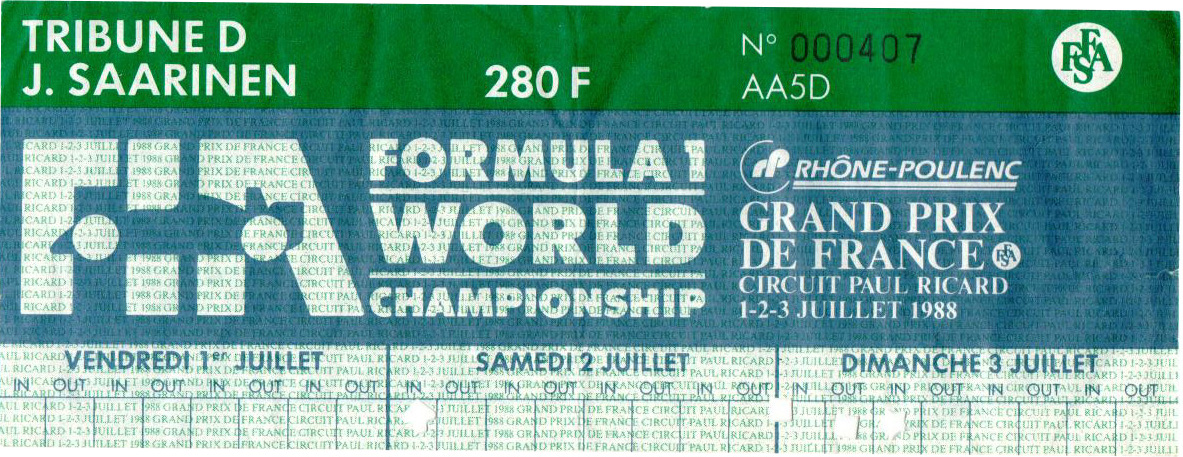 TRIBUNE D
J. SAARINEN
280 F
N° 000407
AA5D
FFSA
FIA
FORMULA 1
WORLD
CHAMPIONSHIP
RHÔNE-POULENC
GRAND PRIX
DE FRANCE
CIRCUIT PAUL RICARD
1-2-3 JUILLET 1988
VENDREDI 1er JUILLET SAMEDI 2 JUILLET DIMANCHE 3 JUILLET
IN OUT IN OUT IN OUT IN OUT IN OUT IN OUT IN OUT IN OUT IN OUT IN OUT IN OUT IN OUT